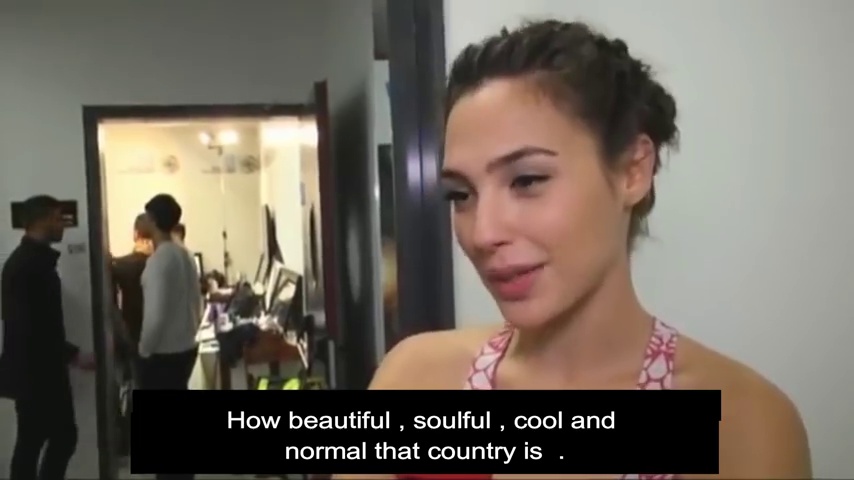 How beautiful , soulful , cool and
normal that country is .